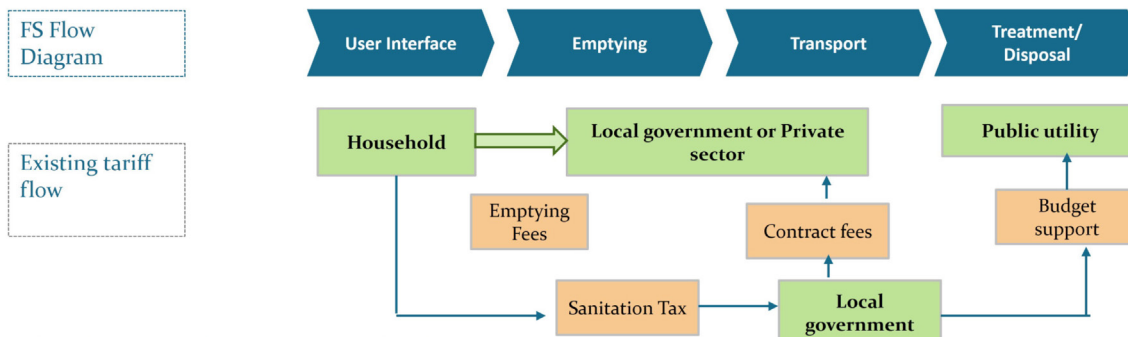 FS Flow
Diagram
User Interface
Emptying
Transport
Treatment/
Disposal
Existing tariff
flow
Household
Local government or Private
sector
Public utility
Emptying
Fees
Contract fees
Budget
support
Sanitation Tax
Local
government